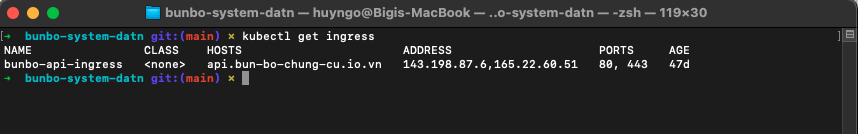 bunbo-system-datn — huyngo@Bigis-MacBook — ..o-system-datn — -zsh — 119×30
[→ bunbo-system-datn git:(main) × kubectl get ingress ]
NAME CLASS HOSTS ADDRESS PORTS AGE
bunbo-api-ingress <none> api.bun-bo-chung-cu.io.vn 143.198.87.6,165.22.60.51 80, 443 47d
→ bunbo-system-datn git:(main) ×